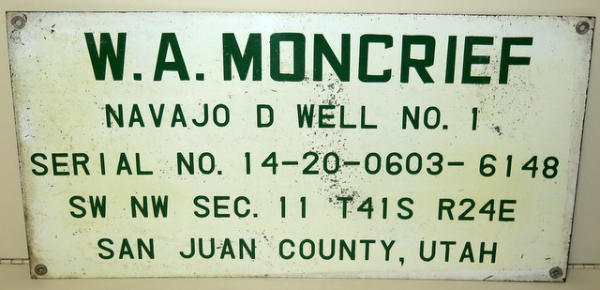 W.A. MONCRIEF
NAVAJO D WELL NO. 1
SERIAL NO. 14-20-0603-6148
SW NW SEC. 11 T41S R24E
SAN JUAN COUNTY, UTAH